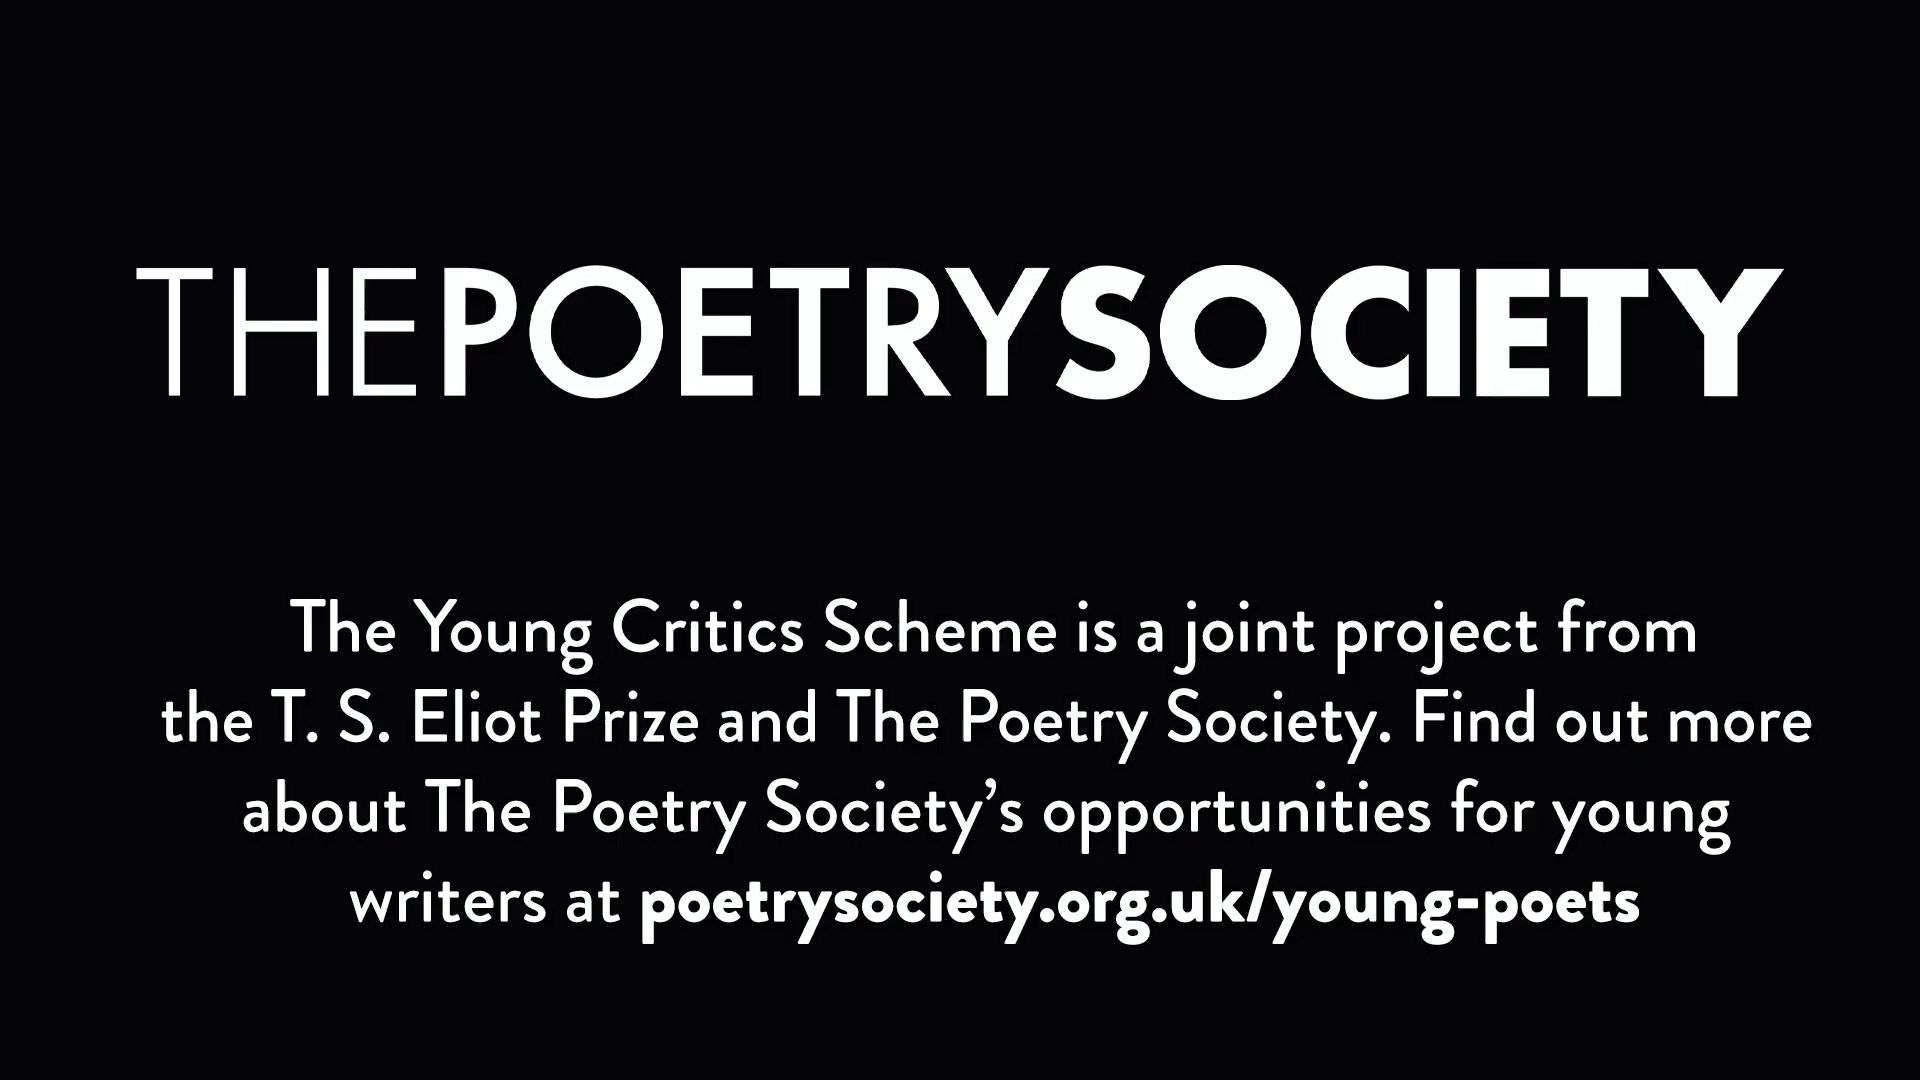 THEPOETRYSOCIETY
The Young Critics Scheme is a joint project from
the T. S. Eliot Prize and The Poetry Society. Find out more
about The Poetry Society’s opportunities for young
writers at poetrysociety.org.uk/young-poets